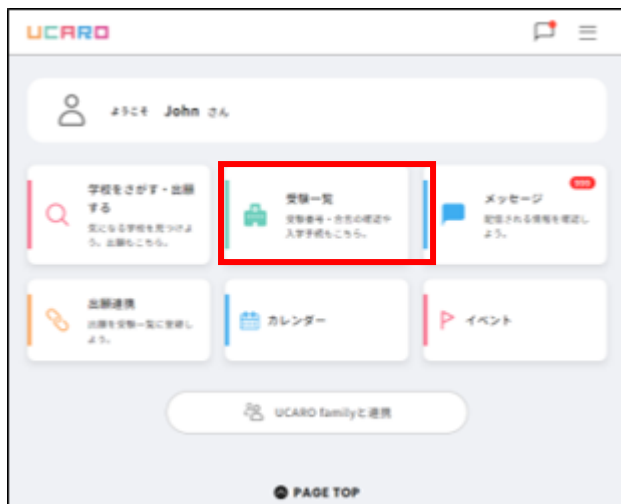 UCARO
ようこそ John さん
学校をさがす・出願
する
気になる学校を見つけよ
う。出願もこちら。
受験一覧
受験番号・合否の確認や
入学手続もこちら。
メッセージ
配信される情報を確認し
よう。
出願連携
出願を受験一覧に登録し
よう。
カレンダー
イベント
UCARO familyと連携
PAGE TOP